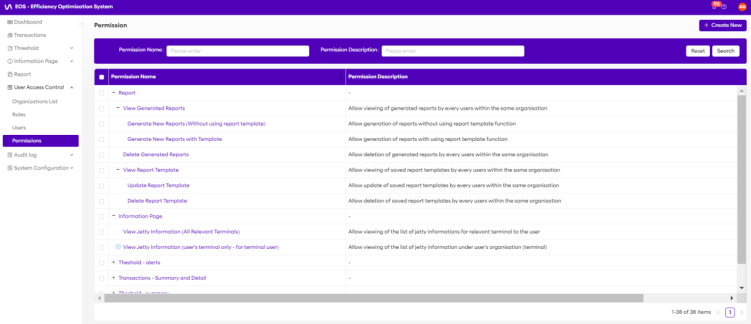 EOS - Efficiency Optimization System
Dashboard
Transactions
Threshold
Information Page
Report
User Access Control
Organizations List
Roles
Users
Permissions
Audit log
System Configuration
Permission
+ Create New
Permission Name : Please enter
Permission Description : Please enter
Reset
Search
Permission Name
Permission Description
− Report
-
− View Generated Reports
Allow viewing of generated reports by every users within the same organisation
Generate New Reports (Without using report template)
Allow generation of reports without using report template function
Generate New Reports with Template
Allow generation of reports with using report template function
Delete Generated Reports
Allow deletion of generated reports by every users within the same organisation
− View Report Template
Allow viewing of saved report templates by every users within the same organisation
Update Report Template
Allow update of saved report templates by every users within the same organisation
Delete Report Template
Allow deletion of saved report templates by every users within the same organisation
− Information Page
-
View Jetty Information (All Relevant Terminals)
Allow viewing of the list of jetty informations for relevant terminal to the user
View Jetty Information (user's terminal only - for terminal user)
Allow viewing of the list of jetty information under user's organisation (terminal)
+ Theshold - alerts
-
+ Transactions - Summary and Detail
-
1-38 of 38 items
1